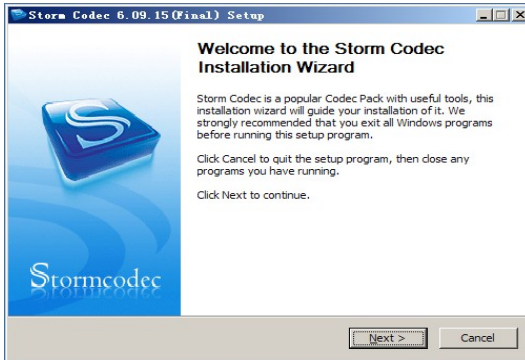 Storm Codec 6.09.15(Final) Setup
Welcome to the Storm Codec
Installation Wizard
Storm Codec is a popular Codec Pack with useful tools, this
installation wizard will guide your installation of it. We
strongly recommended that you exit all Windows programs
before running this setup program.
Click Cancel to quit the setup program, then close any
programs you have running.
Click Next to continue.
Stormcodec
Next >
Cancel